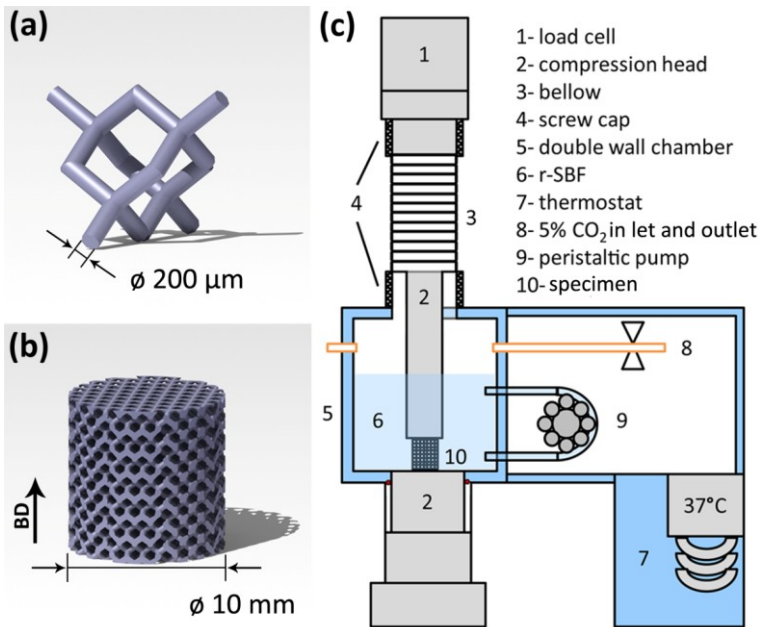 (a)
ø 200 µm
(b)
BD
ø 10 mm
(c)
1- load cell
2- compression head
3- bellow
4- screw cap
5- double wall chamber
6- r-SBF
7- thermostat
8- 5% CO₂ in let and outlet
9- peristaltic pump
10- specimen
1
4
3
2
8
5
6
9
10
2
37°C
7